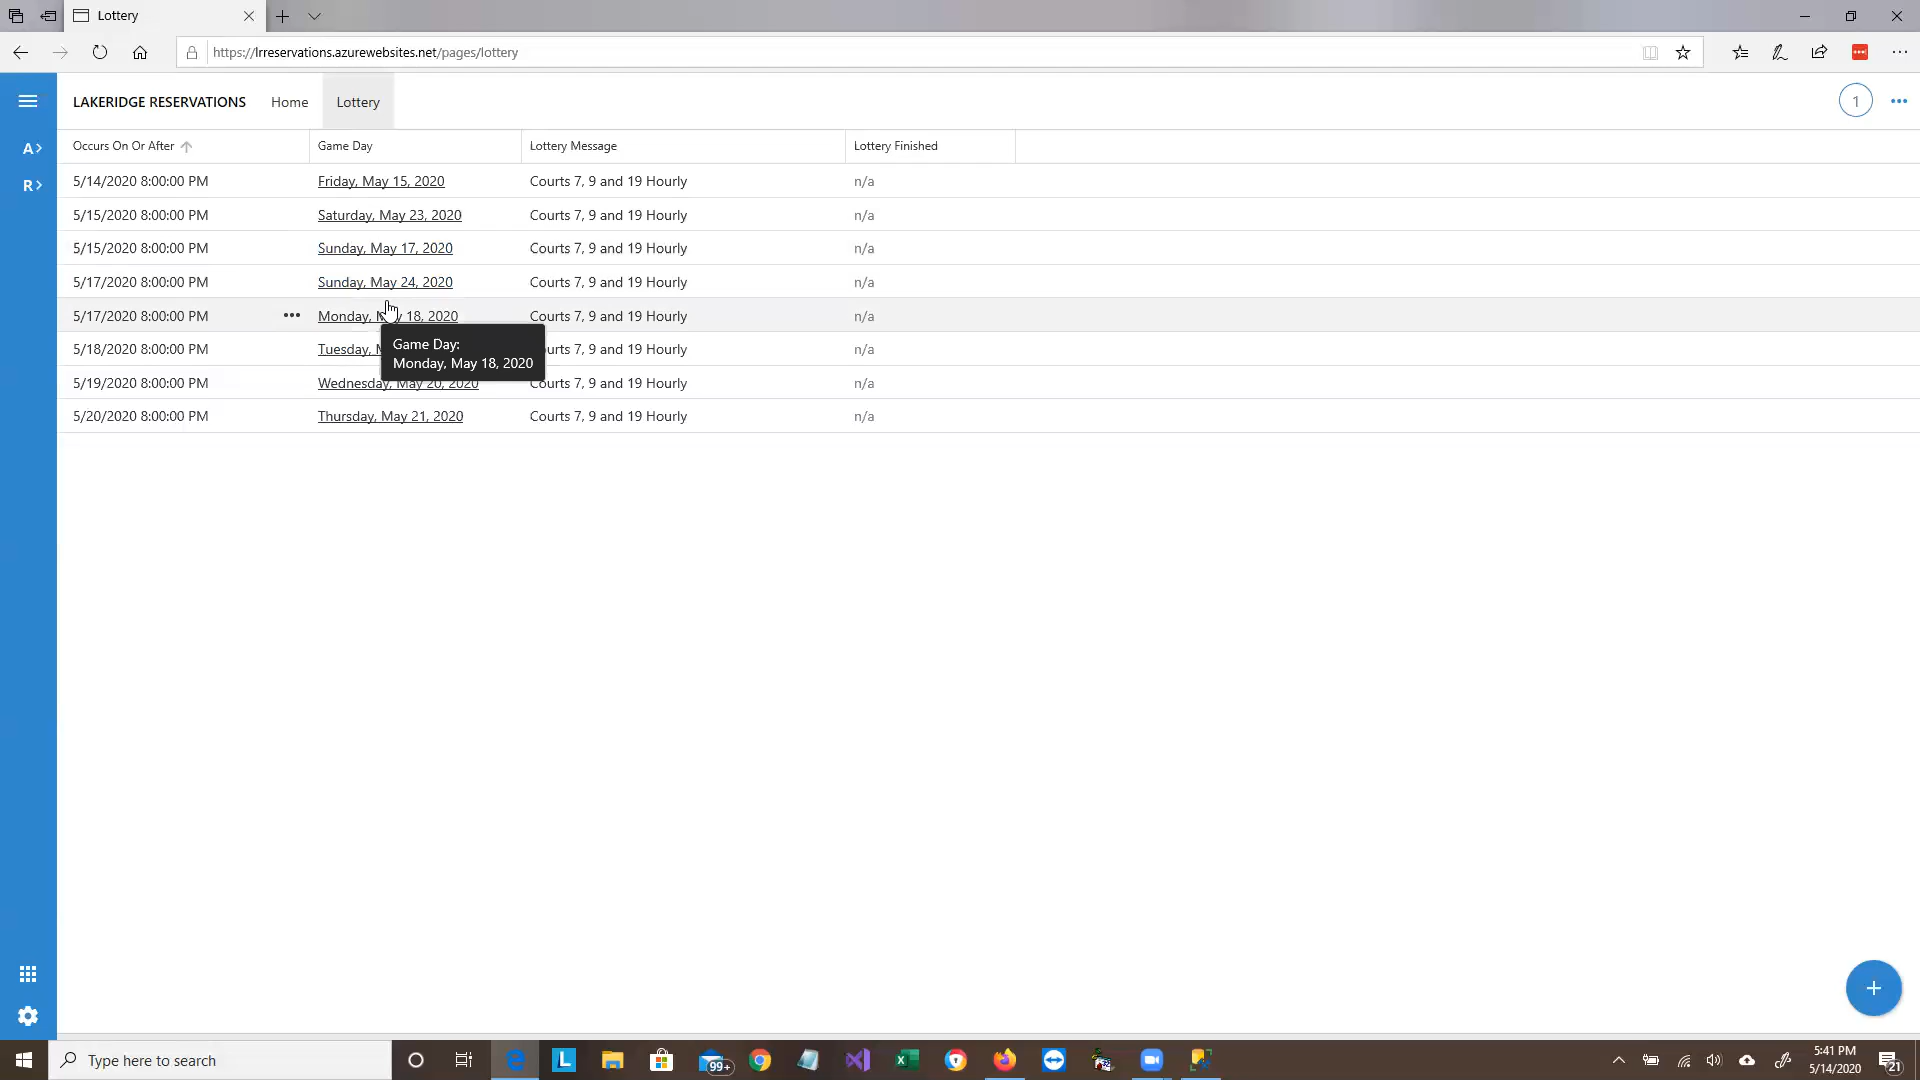 Lottery
https://lrreservations.azurewebsites.net/pages/lottery
LAKERIDGE RESERVATIONS Home Lottery
1
Occurs On Or After Game Day Lottery Message Lottery Finished
A
5/14/2020 8:00:00 PM Friday, May 15, 2020 Courts 7, 9 and 19 Hourly n/a
R
5/15/2020 8:00:00 PM Saturday, May 23, 2020 Courts 7, 9 and 19 Hourly n/a
5/15/2020 8:00:00 PM Sunday, May 17, 2020 Courts 7, 9 and 19 Hourly n/a
5/17/2020 8:00:00 PM Sunday, May 24, 2020 Courts 7, 9 and 19 Hourly n/a
5/17/2020 8:00:00 PM Monday, May 18, 2020 Courts 7, 9 and 19 Hourly n/a
Game Day:
Monday, May 18, 2020
5/18/2020 8:00:00 PM Tuesday, urts 7, 9 and 19 Hourly n/a
5/19/2020 8:00:00 PM Wednesday, May 20, 2020 Courts 7, 9 and 19 Hourly n/a
5/20/2020 8:00:00 PM Thursday, May 21, 2020 Courts 7, 9 and 19 Hourly n/a
Type here to search
L
99+
5:41 PM
5/14/2020
21